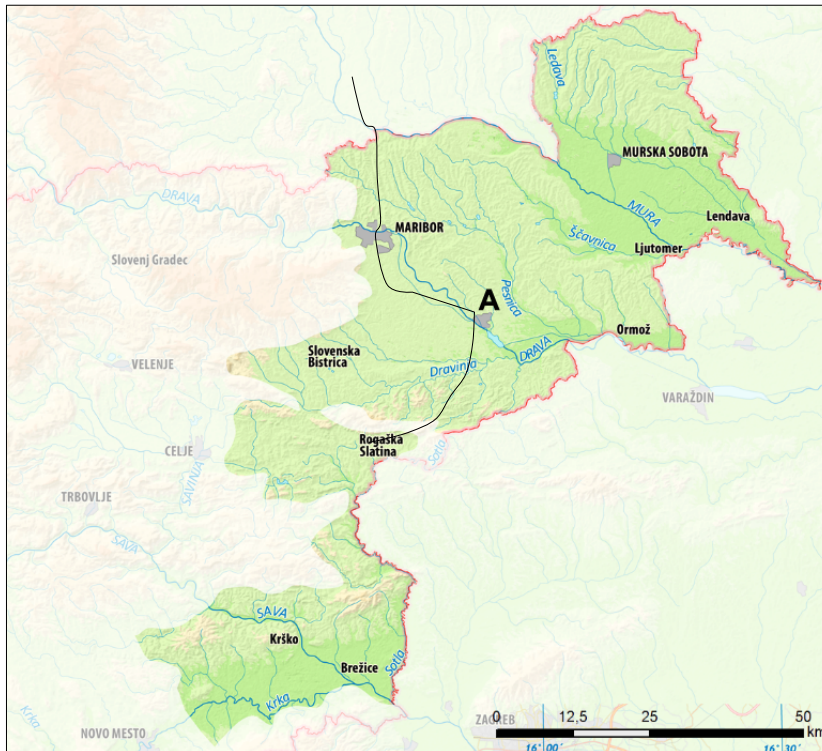 Ledava
MURSKA SOBOTA
DRAVA
MURA
Lendava
MARIBOR
Ščavnica
Ljutomer
Slovenj Gradec
Pesnica
A
Ormož
Slovenska
Bistrica
DRAVA
VELENJE
Dravinja
VARAŽDIN
Rogaška
Slatina
Sotla
CELJE
SAVINJA
TRBOVLJE
SAVA
SAVA
Krško
Brežice
Sotla
Krka
Krka
NOVO MESTO
ZAGREB
0 12,5 25 50
km
16°00' 16°30'